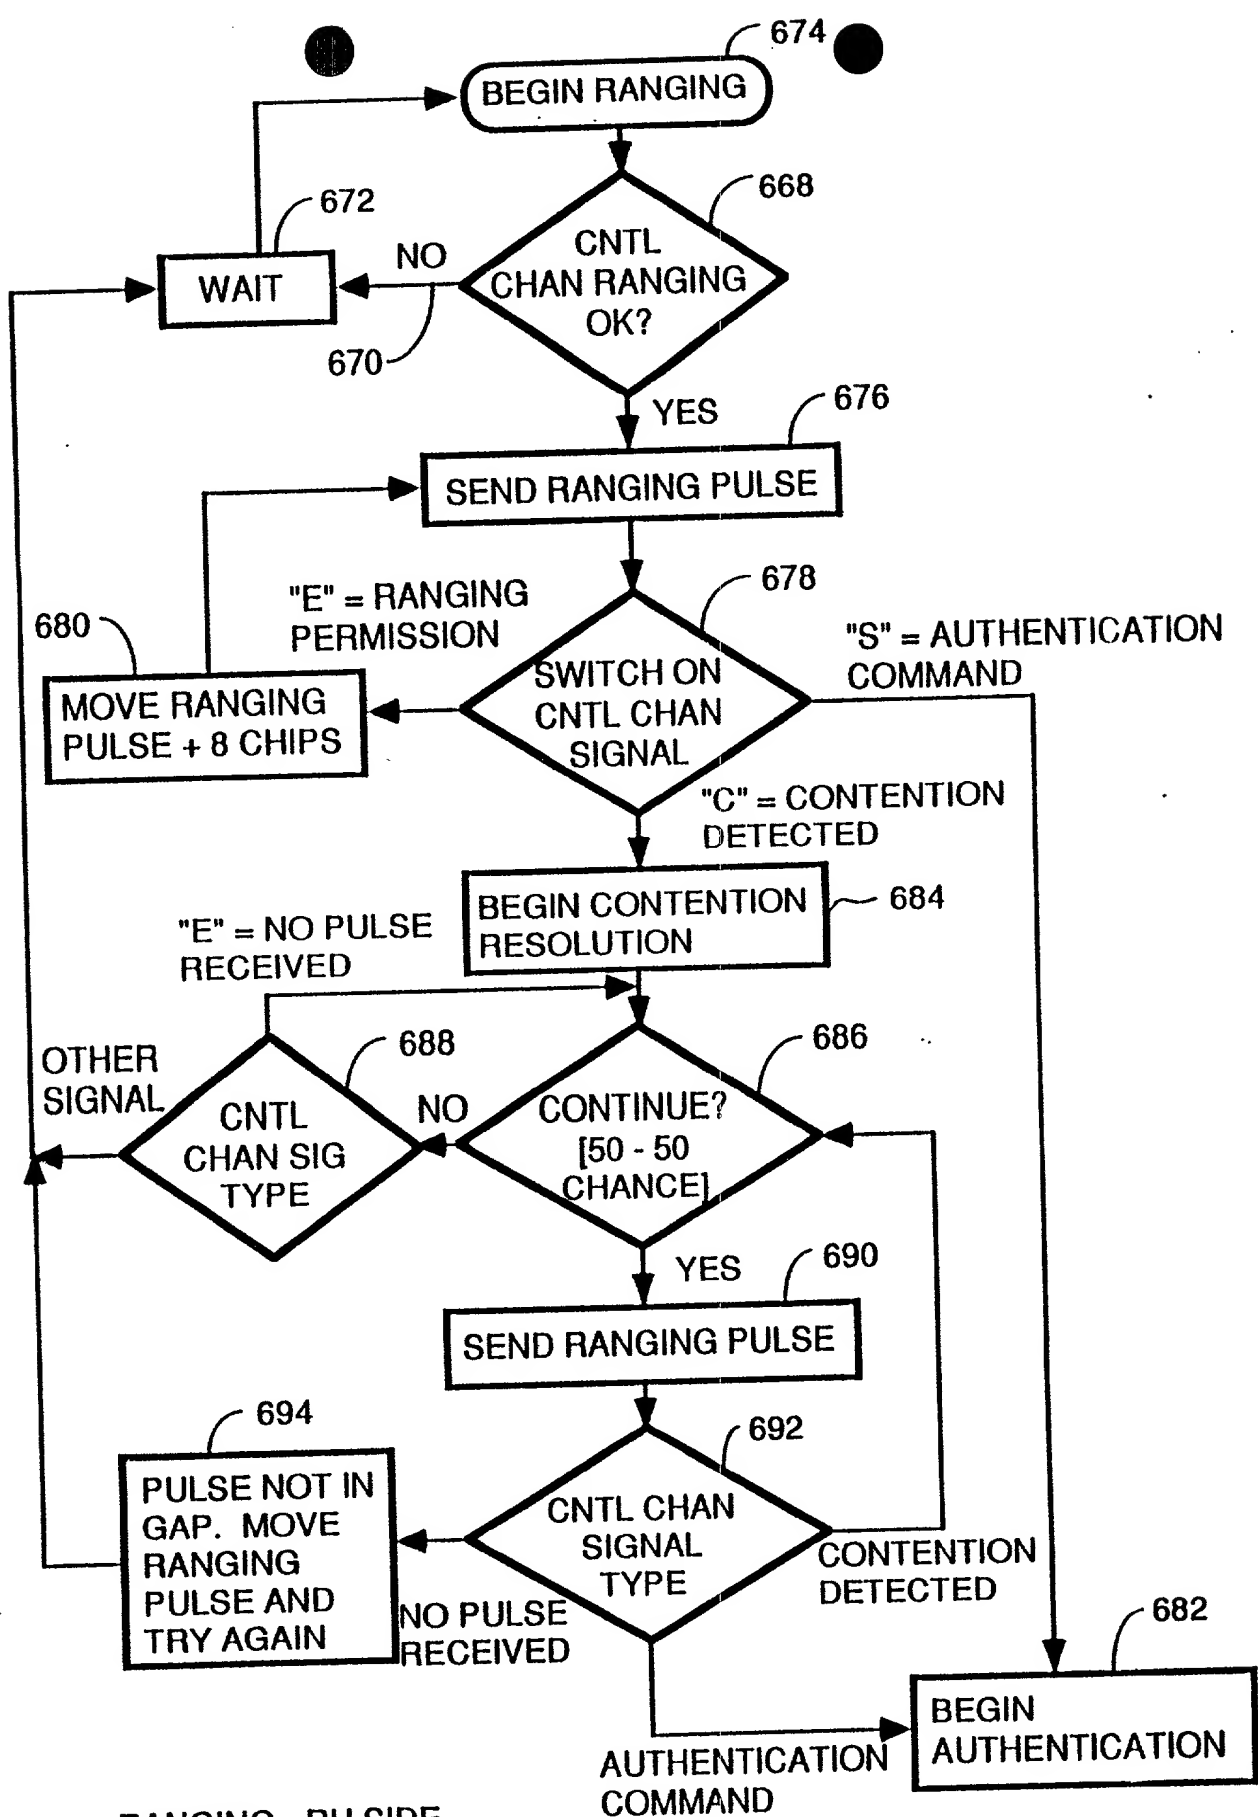 674
BEGIN RANGING
668
672
CNTL
CHAN RANGING
OK?
NO
WAIT
670
YES
676
SEND RANGING PULSE
678
"E" = RANGING
PERMISSION
680
"S" = AUTHENTICATION
COMMAND
SWITCH ON
CNTL CHAN
SIGNAL
MOVE RANGING
PULSE + 8 CHIPS
"C" = CONTENTION
DETECTED
BEGIN CONTENTION
RESOLUTION
684
"E" = NO PULSE
RECEIVED
688
686
OTHER
SIGNAL
CNTL
CHAN SIG
TYPE
NO
CONTINUE?
[50 - 50
CHANCE]
YES
690
SEND RANGING PULSE
694
692
PULSE NOT IN
GAP. MOVE
RANGING
PULSE AND
TRY AGAIN
CNTL CHAN
SIGNAL
TYPE
CONTENTION
DETECTED
NO PULSE
RECEIVED
682
BEGIN
AUTHENTICATION
AUTHENTICATION
COMMAND
RANGING - RU SIDE